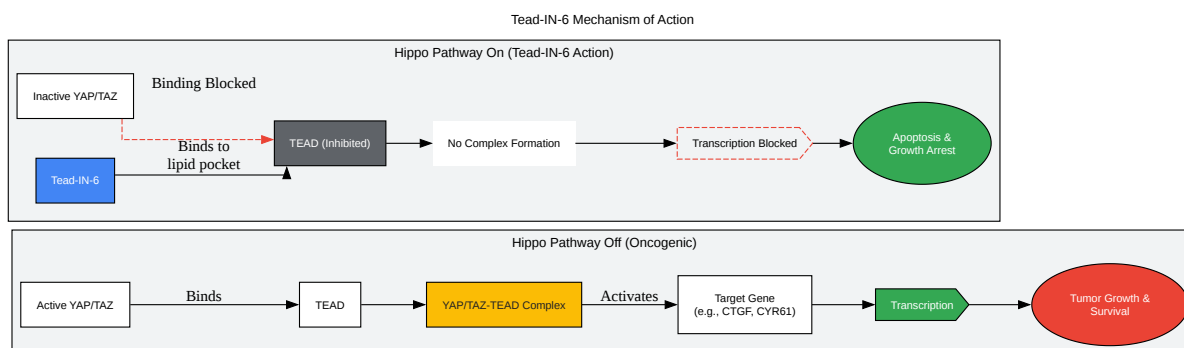 Tead-IN-6 Mechanism of Action
Hippo Pathway On (Tead-IN-6 Action)
Inactive YAP/TAZ
Binding Blocked
Tead-IN-6
Binds to
lipid pocket
TEAD (Inhibited)
No Complex Formation
Transcription Blocked
Apoptosis &
Growth Arrest
Hippo Pathway Off (Oncogenic)
Active YAP/TAZ
Binds
TEAD
YAP/TAZ-TEAD Complex
Activates
Target Gene
(e.g., CTGF, CYR61)
Transcription
Tumor Growth &
Survival